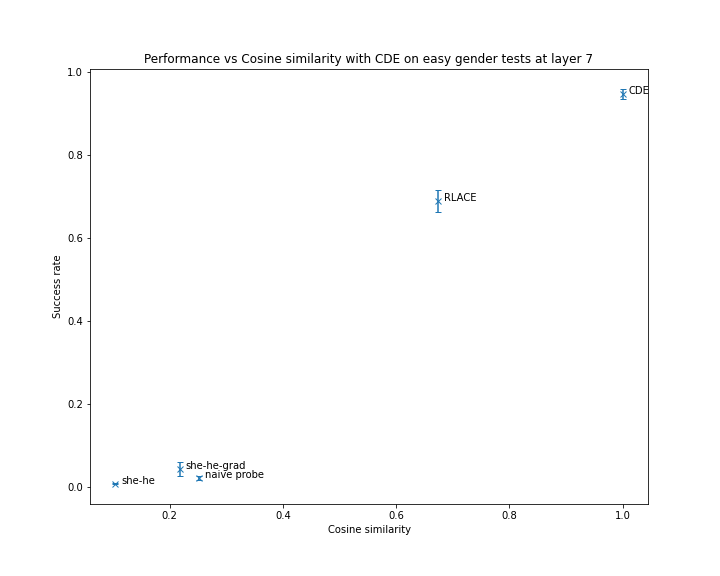 Performance vs Cosine similarity with CDE on easy gender tests at layer 7
1.0
CDE
0.8
RLACE
0.6
Success rate
0.4
0.2
she-he-grad
naive probe
she-he
0.0
0.2
0.4
0.6
0.8
1.0
Cosine similarity